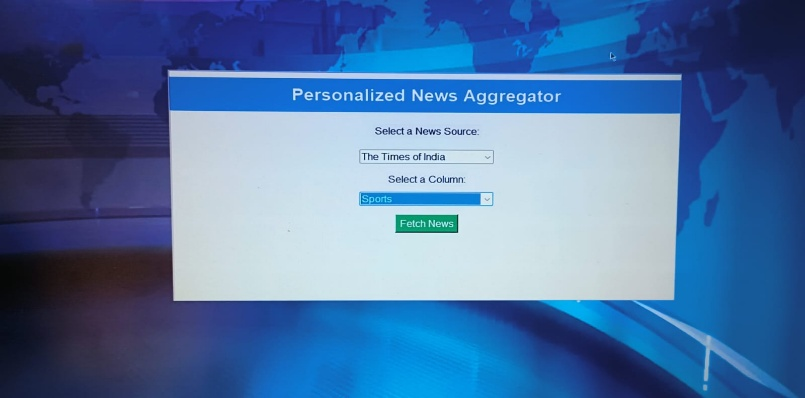 Personalized News Aggregator
Select a News Source:
The Times of India
Select a Column:
Sports
Fetch News